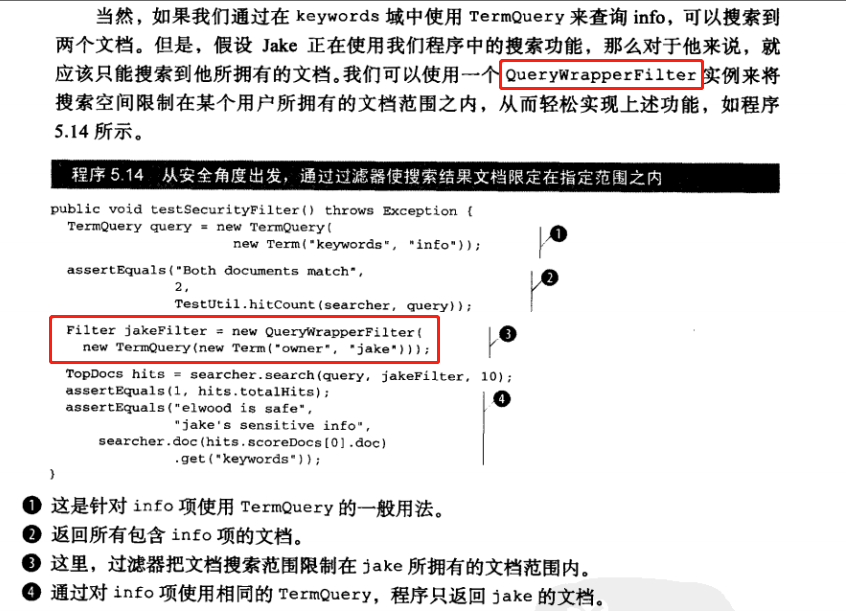 当然，如果我们通过在 keywords 域中使用 TermQuery 来查询 info，可以搜索到
两个文档。但是，假设 Jake 正在使用我们程序中的搜索功能，那么对于他来说，就
应该只能搜索到他所拥有的文档。我们可以使用一个 QueryWrapperFilter 实例来将
搜索空间限制在某个用户所拥有的文档范围之内，从而轻松实现上述功能，如程序
5.14 所示。
程序 5.14 从安全角度出发，通过过滤器使搜索结果文档限定在指定范围之内
public void testSecurityFilter() throws Exception {
TermQuery query = new TermQuery(
new Term("keywords", "info"));
❶
assertEquals("Both documents match",
2,
TestUtil.hitCount(searcher, query));
❷
Filter jakeFilter = new QueryWrapperFilter(
new TermQuery(new Term("owner", "jake")));
❸
TopDocs hits = searcher.search(query, jakeFilter, 10);
assertEquals(1, hits.totalHits);
assertEquals("elwood is safe",
"jake's sensitive info",
searcher.doc(hits.scoreDocs[0].doc)
.get("keywords"));
❹
}
❶ 这是针对 info 项使用 TermQuery 的一般用法。
❷ 返回所有包含 info 项的文档。
❸ 这里，过滤器把文档搜索范围限制在 jake 所拥有的文档范围内。
❹ 通过对 info 项使用相同的 TermQuery，程序只返回 jake 的文档。